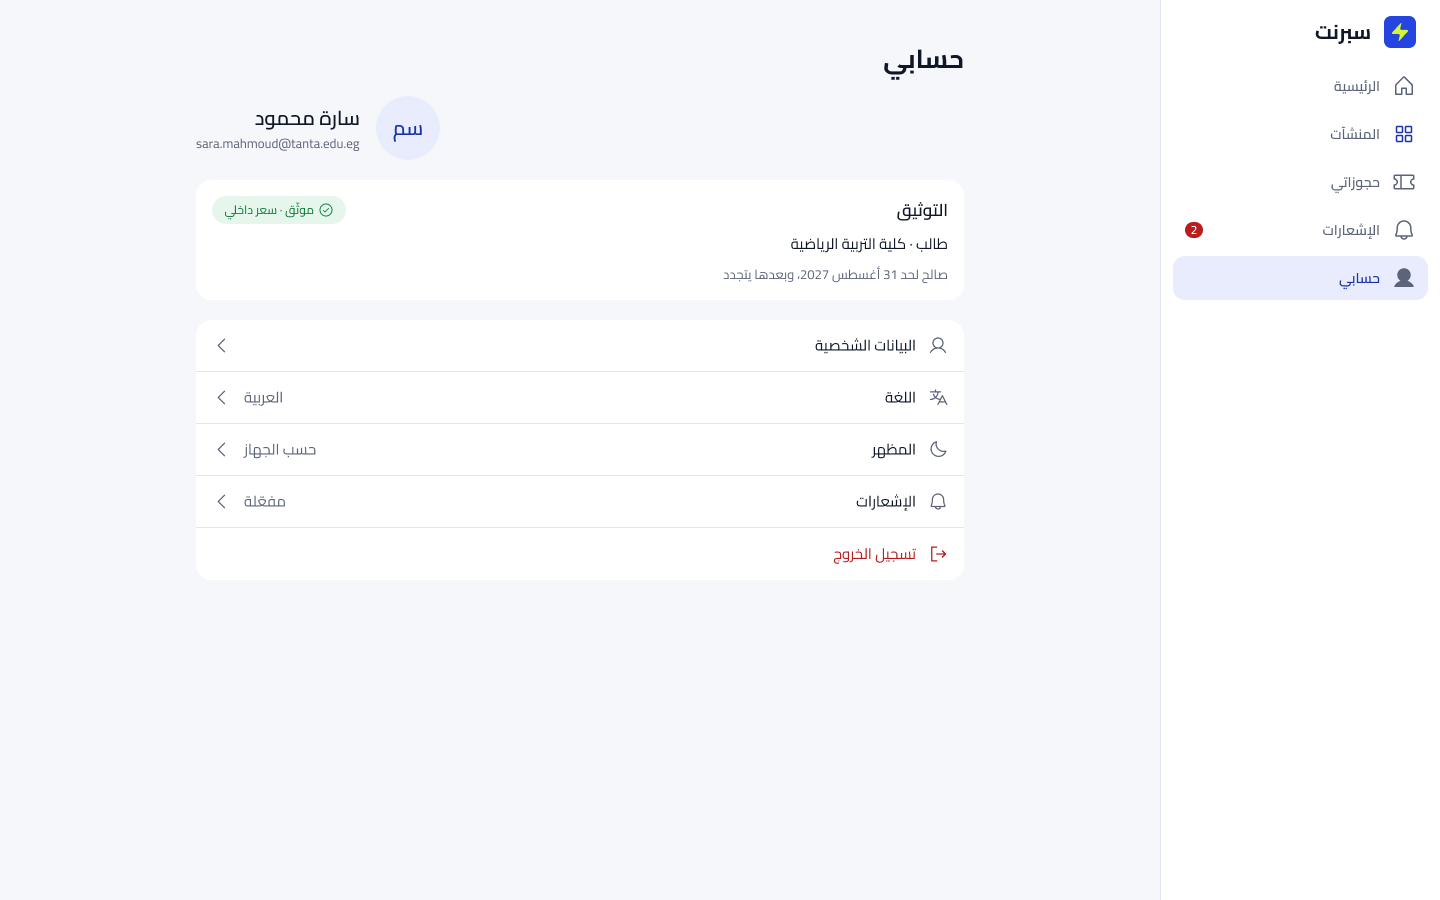 سبرنت
الرئيسية
المنشآت
حجوزاتي
الإشعارات
2
حسابي
حسابي
سم
سارة محمود
sara.mahmoud@tanta.edu.eg
التوثيق
موثّق · سعر داخلي
طالب · كلية التربية الرياضية
صالح لحد 31 أغسطس 2027، وبعدها يتجدد
البيانات الشخصية
اللغة
العربية
المظهر
حسب الجهاز
الإشعارات
مفعّلة
تسجيل الخروج